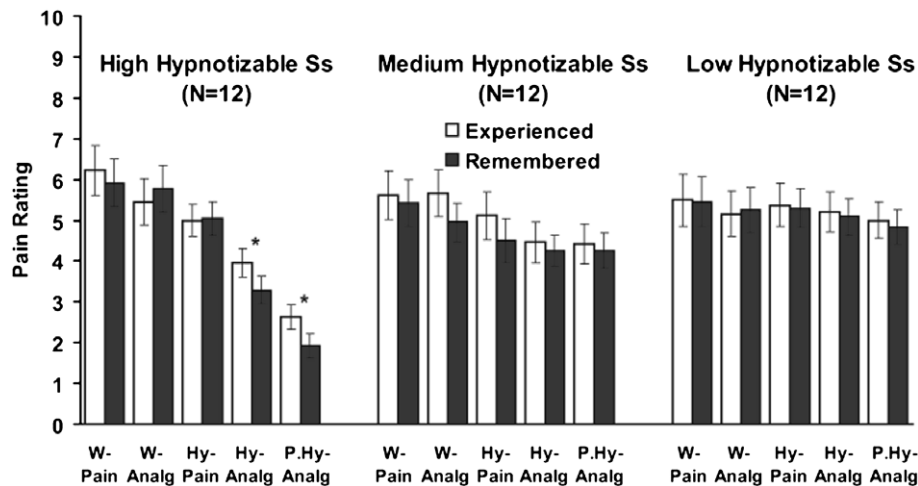 10
9
8
7
6
5
4
3
2
1
0
Pain Rating
High Hypnotizable Ss
(N=12)
Medium Hypnotizable Ss
(N=12)
Low Hypnotizable Ss
(N=12)
Experienced
Remembered
*
*
W- W- Hy- Hy- P.Hy-
Pain Analg Pain Analg Analg
W- W- Hy- Hy- P.Hy-
Pain Analg Pain Analg Analg
W- W- Hy- Hy- P.Hy-
Pain Analg Pain Analg Analg